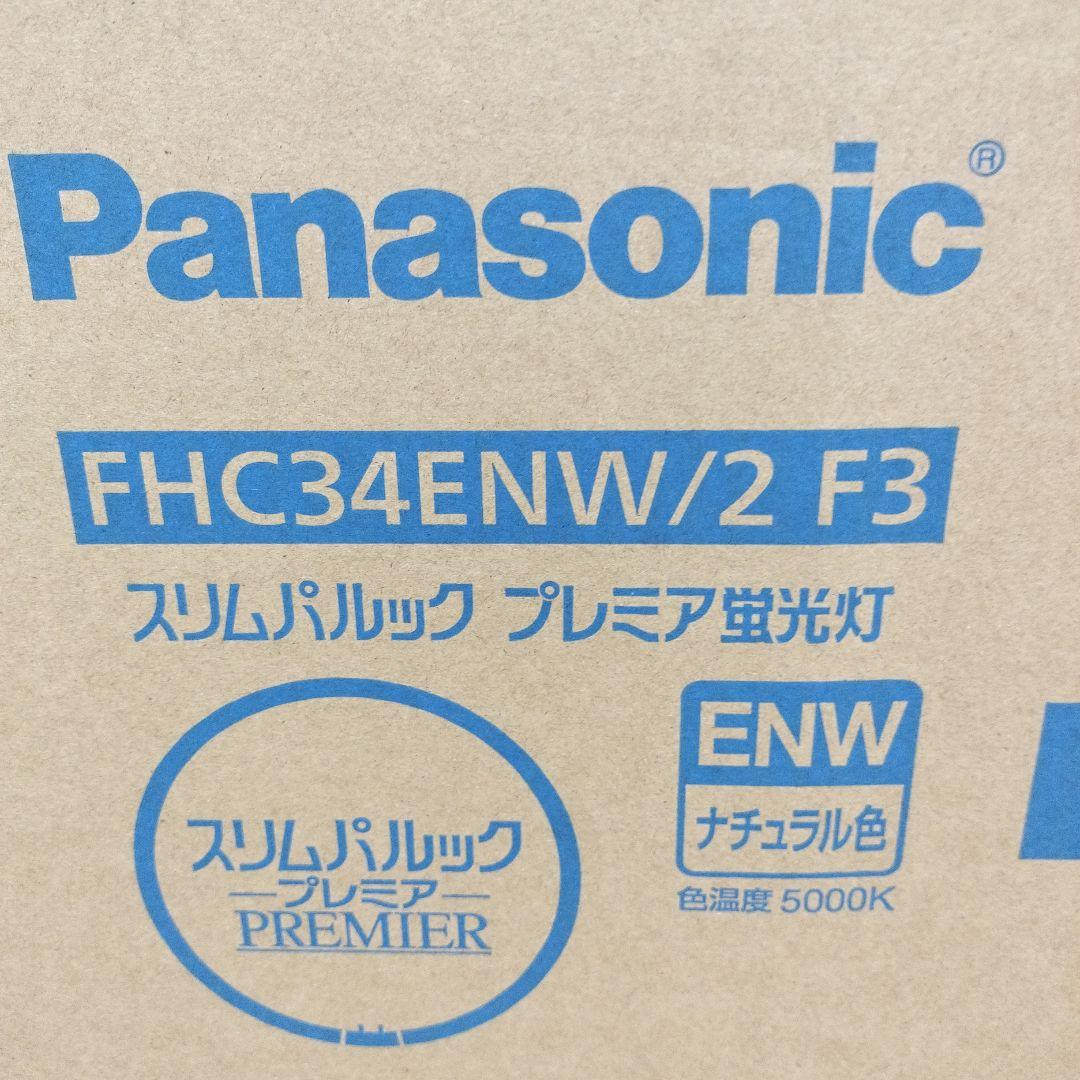 Panasonic®
FHC34ENW/2 F3
スリムパルック プレミア蛍光灯
スリムパルック
プレミア
PREMIER
ENW
ナチュラル色
色温度 5000K